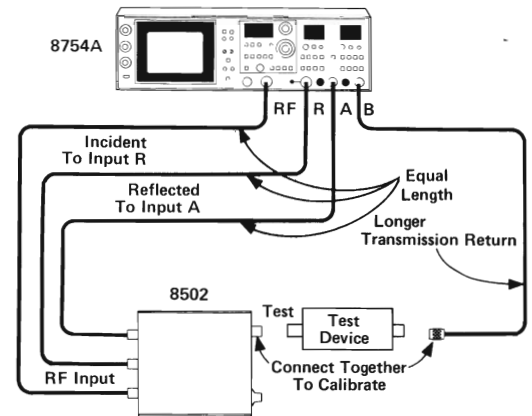 8754A
RF R A B
Incident
To Input R
Reflected
To Input A
Equal
Length
Longer
Transmission Return
8502
Test
Test
Device
Connect Together
To Calibrate
RF Input